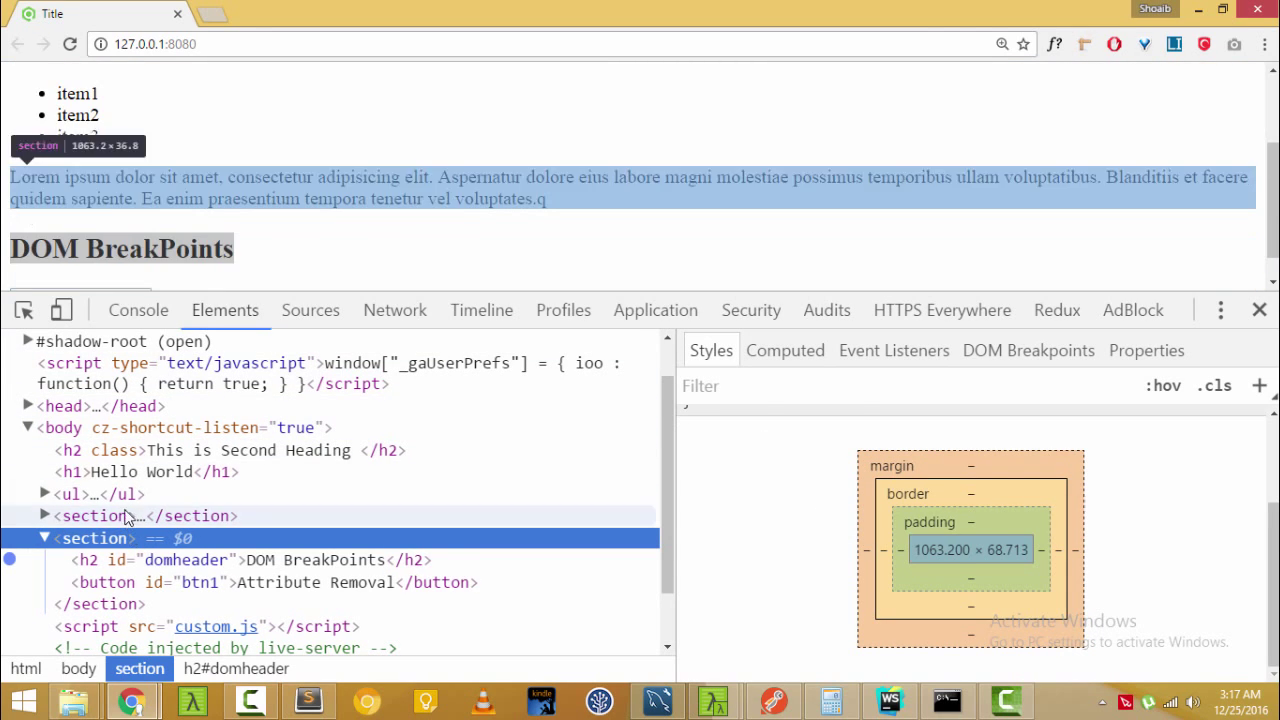 Title
Shoaib
127.0.0.1:8080
f?
LI
item1
item2
section | 1063.2 × 36.8
Lorem ipsum dolor sit amet, consectetur adipisicing elit. Aspernatur dolore eius labore magni molestiae possimus temporibus ullam voluptatibus. Blanditiis et facere
quidem sapiente. Ea enim praesentium tempora tenetur vel voluptates.q
DOM BreakPoints
Console Elements Sources Network Timeline Profiles Application Security Audits HTTPS Everywhere Redux AdBlock
#shadow-root (open)
<script type="text/javascript">window["_gaUserPrefs"] = { ioo :
function() { return true; } }</script>
<head>…</head>
<body cz-shortcut-listen="true">
<h2 class>This is Second Heading </h2>
<h1>Hello World</h1>
<ul>…</ul>
<section>…</section>
<section> == $0
<h2 id="domheader">DOM BreakPoints</h2>
<button id="btn1">Attribute Removal</button>
</section>
<script src="custom.js"></script>
<!-- Code injected by live-server -->
html body section h2#domheader
Styles Computed Event Listeners DOM Breakpoints Properties
Filter :hov .cls +
margin –
border –
padding –
– – – 1063.200 × 68.713 – – –
–
–
–
Activate Windows
Go to PC settings to activate Windows.
kindle
WS
3:17 AM
12/25/2016